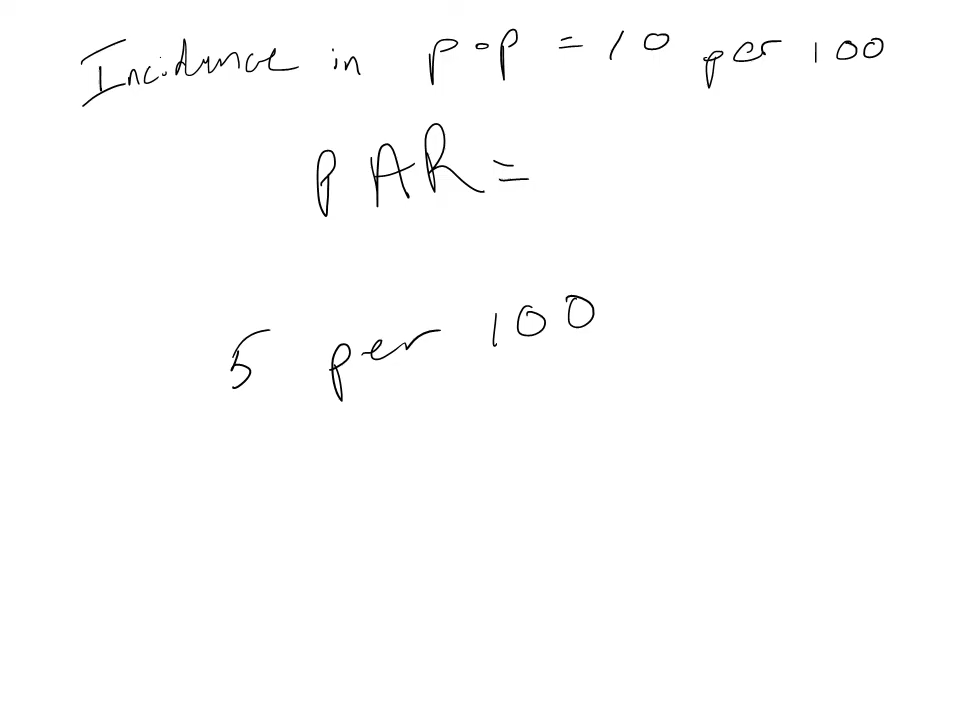 Incidence in pop = 10 per 100
PAR =
5 per 100